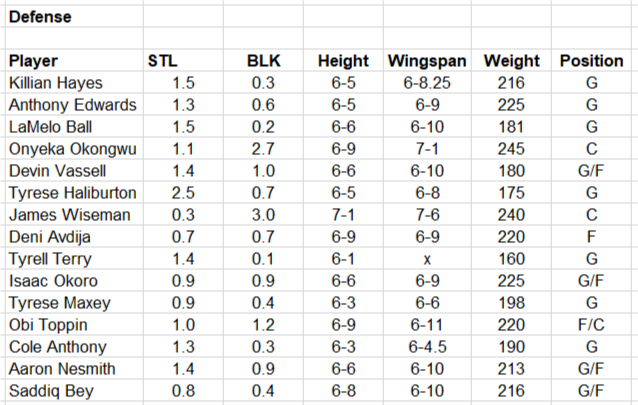 Defense
Player STL BLK Height Wingspan Weight Position
Killian Hayes 1.5 0.3 6-5 6-8.25 216 G
Anthony Edwards 1.3 0.6 6-5 6-9 225 G
LaMelo Ball 1.5 0.2 6-6 6-10 181 G
Onyeka Okongwu 1.1 2.7 6-9 7-1 245 C
Devin Vassell 1.4 1.0 6-6 6-10 180 G/F
Tyrese Haliburton 2.5 0.7 6-5 6-8 175 G
James Wiseman 0.3 3.0 7-1 7-6 240 C
Deni Avdija 0.7 0.7 6-9 6-9 220 F
Tyrell Terry 1.4 0.1 6-1 x 160 G
Isaac Okoro 0.9 0.9 6-6 6-9 225 G/F
Tyrese Maxey 0.9 0.4 6-3 6-6 198 G
Obi Toppin 1.0 1.2 6-9 6-11 220 F/C
Cole Anthony 1.3 0.3 6-3 6-4.5 190 G
Aaron Nesmith 1.4 0.9 6-6 6-10 213 G/F
Saddiq Bey 0.8 0.4 6-8 6-10 216 G/F